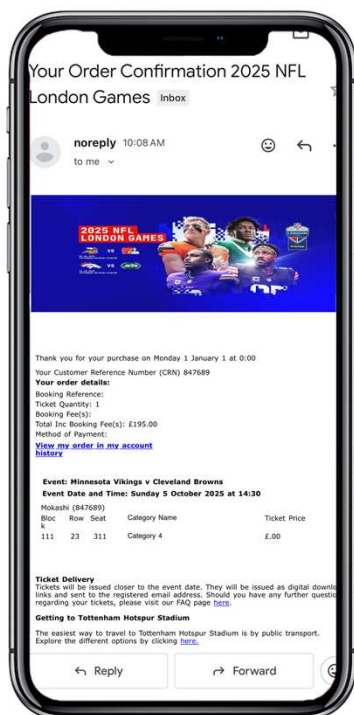 Your Order Confirmation 2025 NFL
London Games Inbox
noreply 10:08 AM
to me
2025 NFL
LONDON GAMES
VS
VS
Thank you for your purchase on Monday 1 January 1 at 0:00
Your Customer Reference Number (CRN) 847689
Your order details:
Booking Reference:
Ticket Quantity: 1
Booking Fee(s):
Total Inc Booking Fee(s): £195.00
Method of Payment:
View my order in my account
history
Event: Minnesota Vikings v Cleveland Browns
Event Date and Time: Sunday 5 October 2025 at 14:30
Mokashi (847689)
Bloc Row Seat Category Name Ticket Price
k
111 23 311 Category 4 £.00
Ticket Delivery
Tickets will be issued closer to the event date. They will be issued as digital downlo
links and sent to the registered email address. Should you have any further questio
regarding your tickets, please visit our FAQ page here.
Getting to Tottenham Hotspur Stadium
The easiest way to travel to Tottenham Hotspur Stadium is by public transport.
Explore the different options by clicking here.
Reply Forward